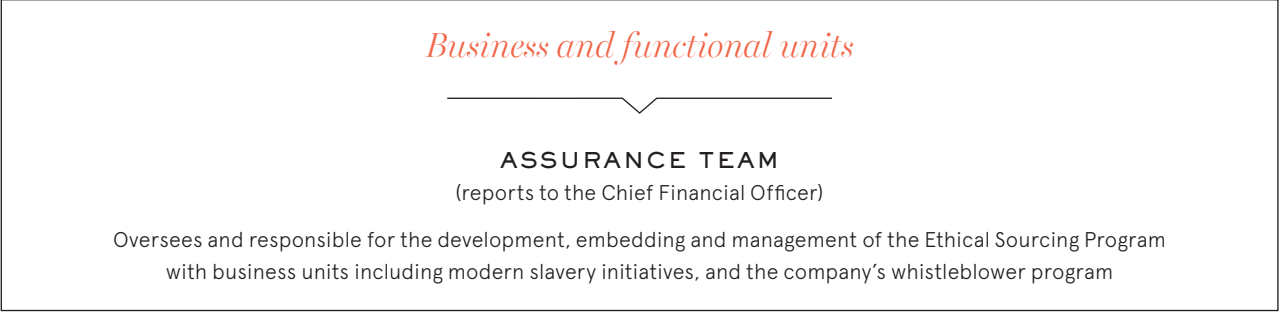 Business and functional units
ASSURANCE TEAM
(reports to the Chief Financial Officer)
Oversees and responsible for the development, embedding and management of the Ethical Sourcing Program
with business units including modern slavery initiatives, and the company’s whistleblower program